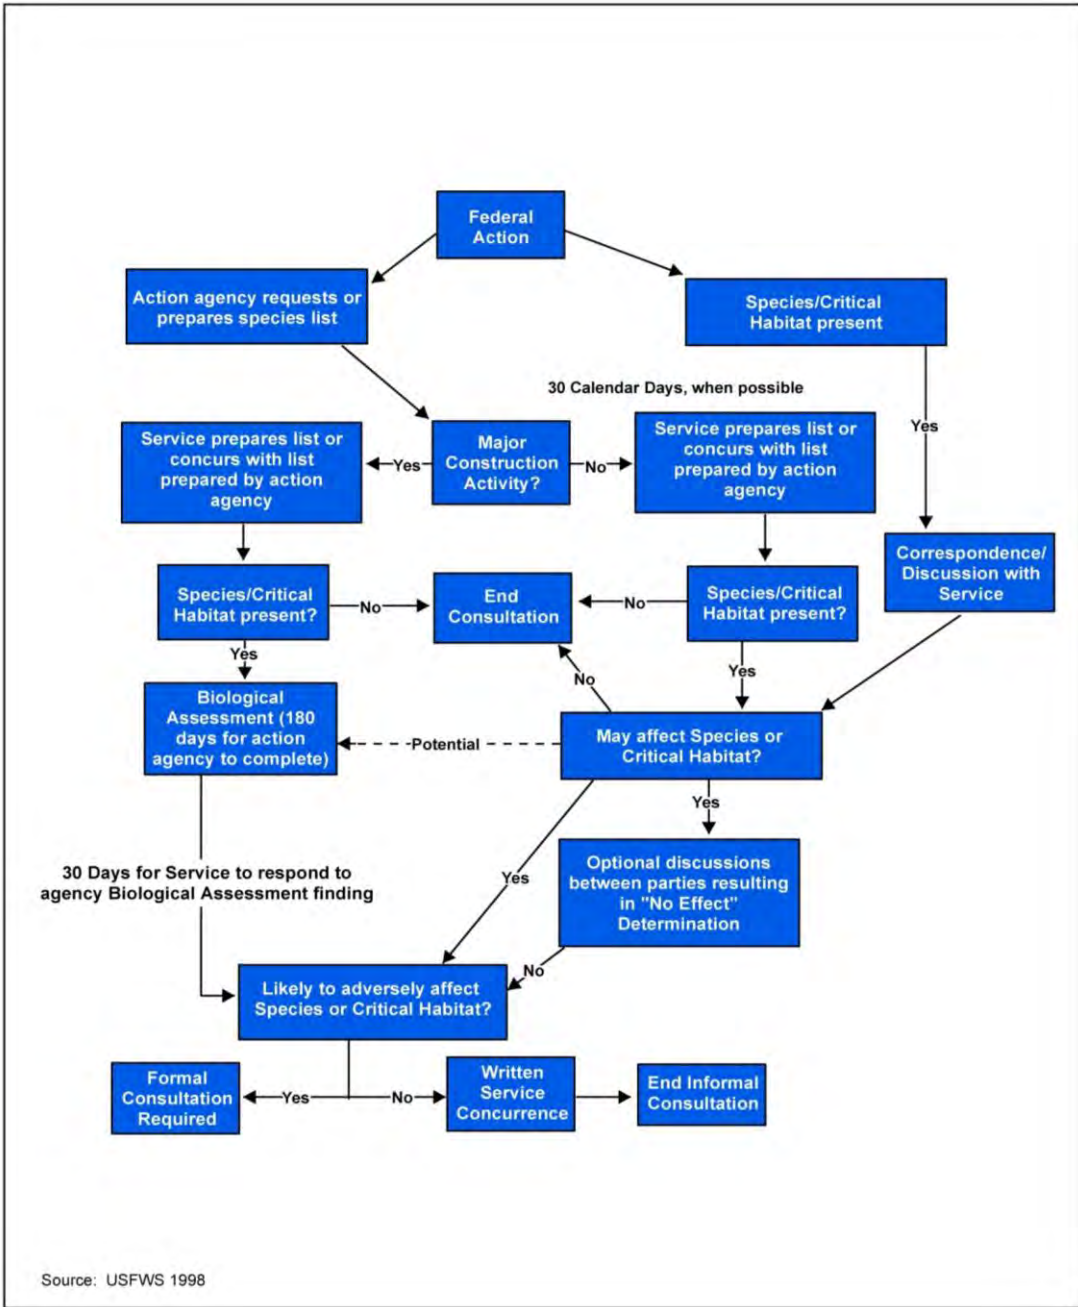 Federal
Action
Action agency requests or
prepares species list
Species/Critical
Habitat present
30 Calendar Days, when possible
Service prepares list or
concurs with list
prepared by action
agency
Yes
Major
Construction
Activity?
No
Service prepares list or
concurs with list
prepared by action
agency
Yes
Species/Critical
Habitat present?
No
End
Consultation
No
Species/Critical
Habitat present?
Correspondence/
Discussion with
Service
Yes
No
Yes
Biological
Assessment (180
days for action
agency to complete)
Potential
May affect Species or
Critical Habitat?
Yes
30 Days for Service to respond to
agency Biological Assessment finding
Yes
Optional discussions
between parties resulting
in "No Effect"
Determination
No
Likely to adversely affect
Species or Critical Habitat?
Formal
Consultation
Required
Yes
No
Written
Service
Concurrence
End Informal
Consultation
Source: USFWS 1998